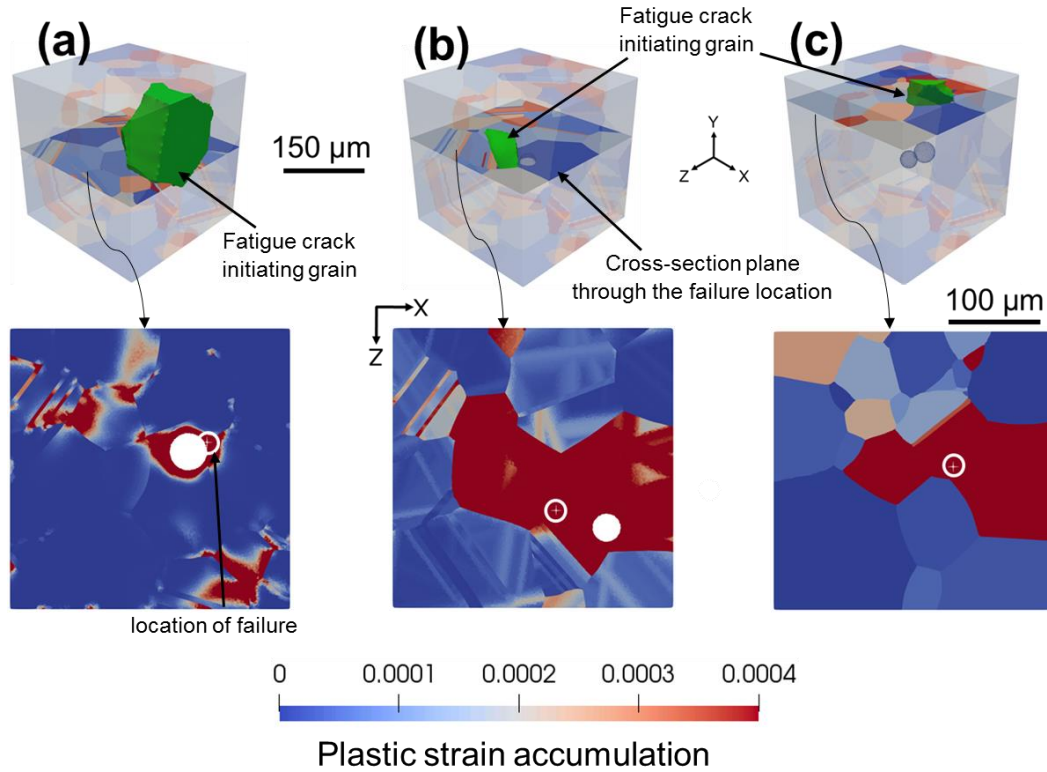 (a)
(b)
Fatigue crack
initiating grain
(c)
150 μm
Y
Z
X
Fatigue crack
initiating grain
Cross-section plane
through the failure location
X
Z
100 μm
location of failure
0
0.0001
0.0002
0.0003
0.0004
Plastic strain accumulation